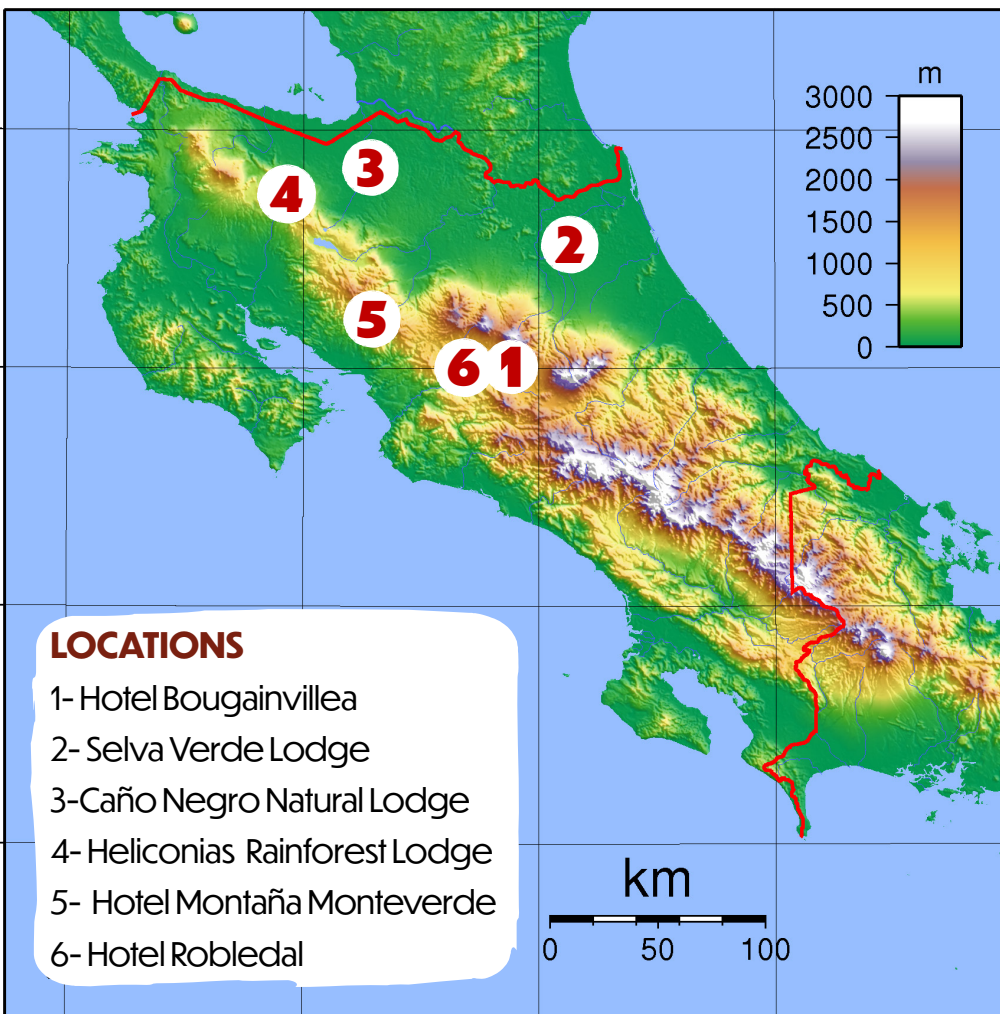 m
3000
2500
2000
1500
1000
500
0
3
4
2
5
6 1
LOCATIONS
1- Hotel Bougainvillea
2- Selva Verde Lodge
3-Caño Negro Natural Lodge
4- Heliconias Rainforest Lodge
5- Hotel Montaña Monteverde
6- Hotel Robledal
km
0 50 100